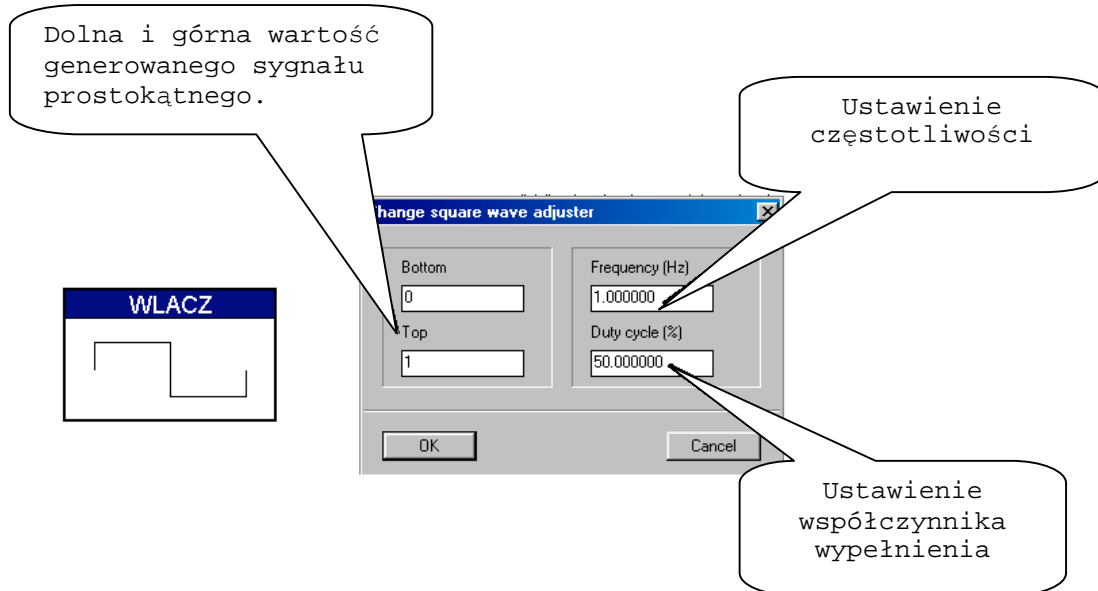 Dolna i górna wartość
generowanego sygnału
prostokątnego.
Ustawienie
częstotliwości
hange square wave adjuster
Bottom
Frequency (Hz)
0
1.000000
WLACZ
Top
Duty cycle (%)
1
50.000000
OK
Cancel
Ustawienie
współczynnika
wypełnienia